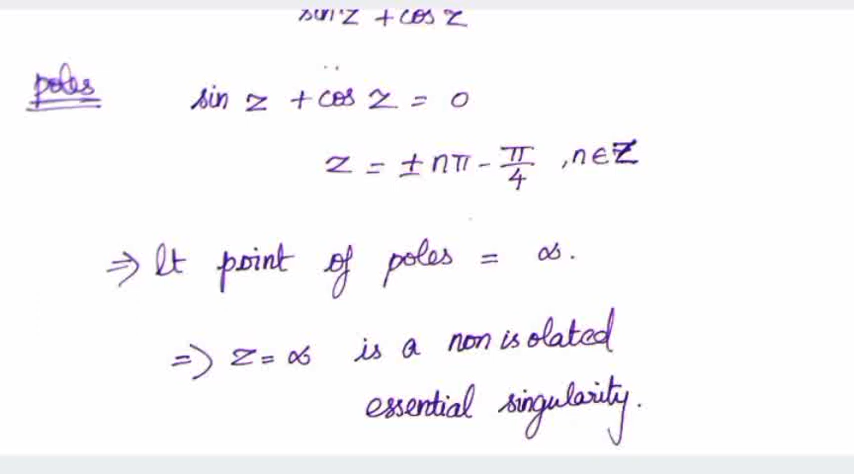 sin z + cos z
poles
sin z + cos z = 0
z = ± nπ - π/4 , n ∈ Z
⇒ lt point of poles = ∞.
⇒ z = ∞ is a non isolated
essential singularity.